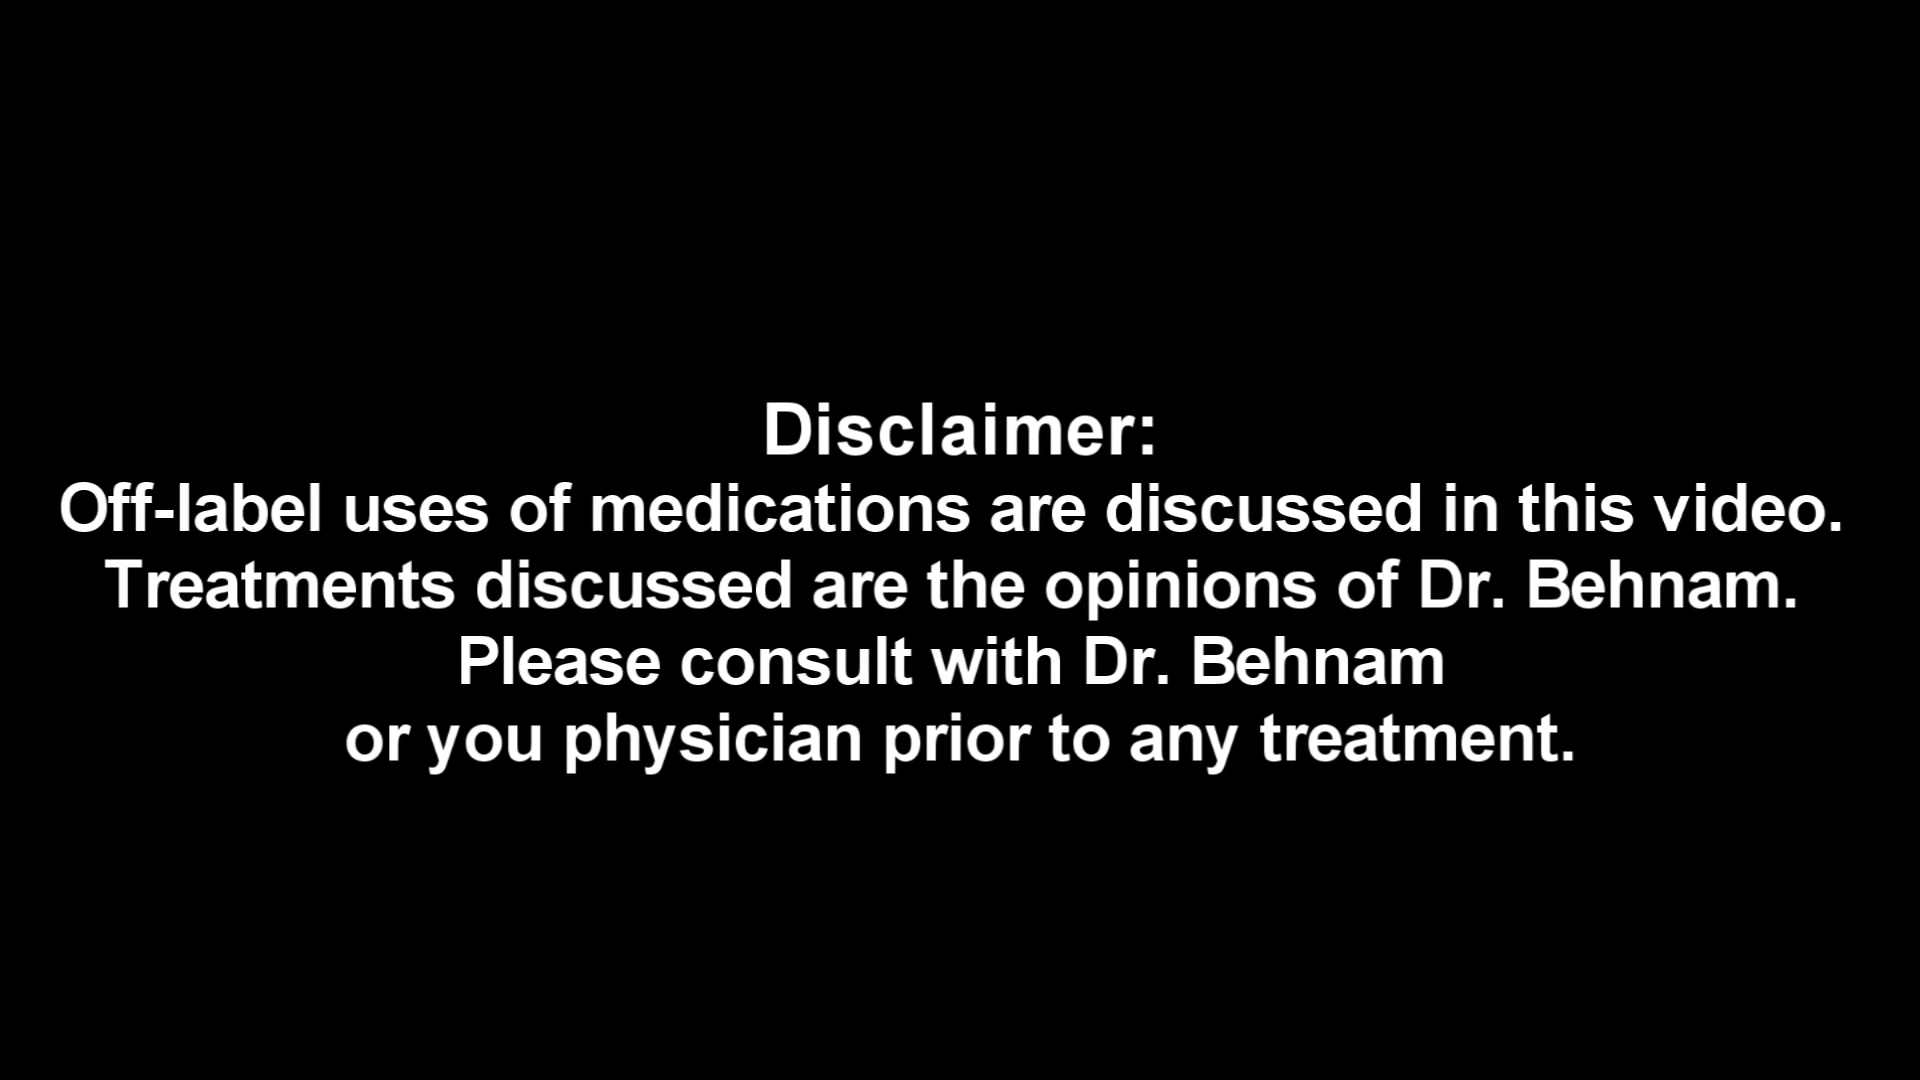 Disclaimer:
Off-label uses of medications are discussed in this video.
Treatments discussed are the opinions of Dr. Behnam.
Please consult with Dr. Behnam
or you physician prior to any treatment.